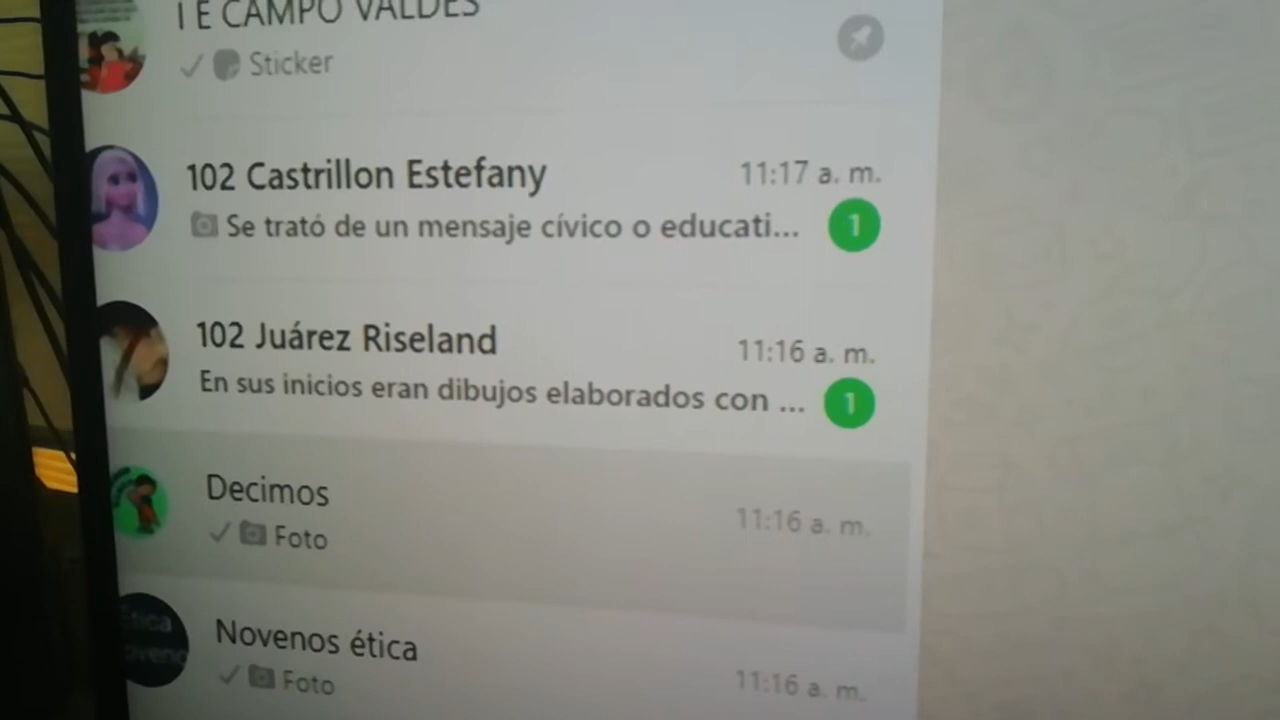 I E CAMPO VALDES
Sticker
102 Castrillon Estefany 11:17 a. m.
Se trató de un mensaje cívico o educati... 1
102 Juárez Riseland 11:16 a. m.
En sus inicios eran dibujos elaborados con ... 1
Decimos 11:16 a. m.
Foto
Novenos ética
Foto 11:16 a. m.